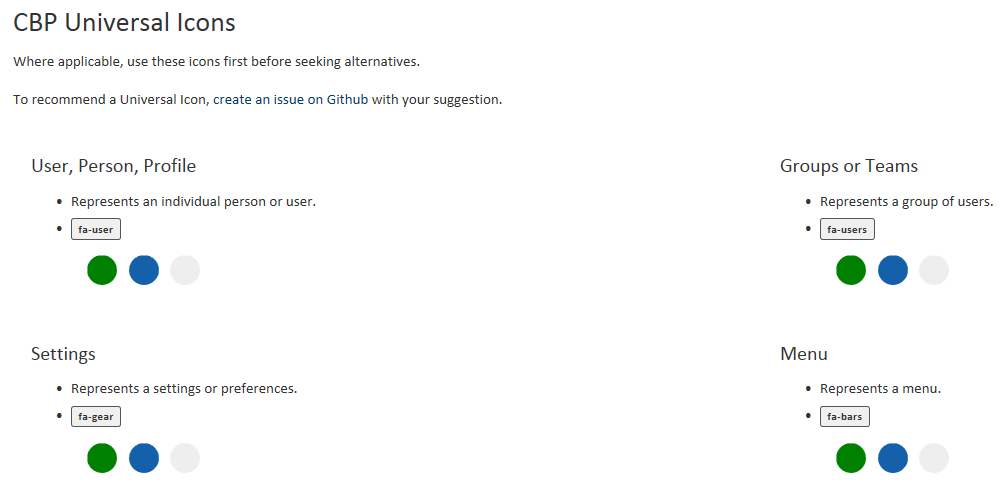 CBP Universal Icons
Where applicable, use these icons first before seeking alternatives.
To recommend a Universal Icon, create an issue on Github with your suggestion.
User, Person, Profile
• Represents an individual person or user.
• fa-user
Groups or Teams
• Represents a group of users.
• fa-users
Settings
• Represents a settings or preferences.
• fa-gear
Menu
• Represents a menu.
• fa-bars